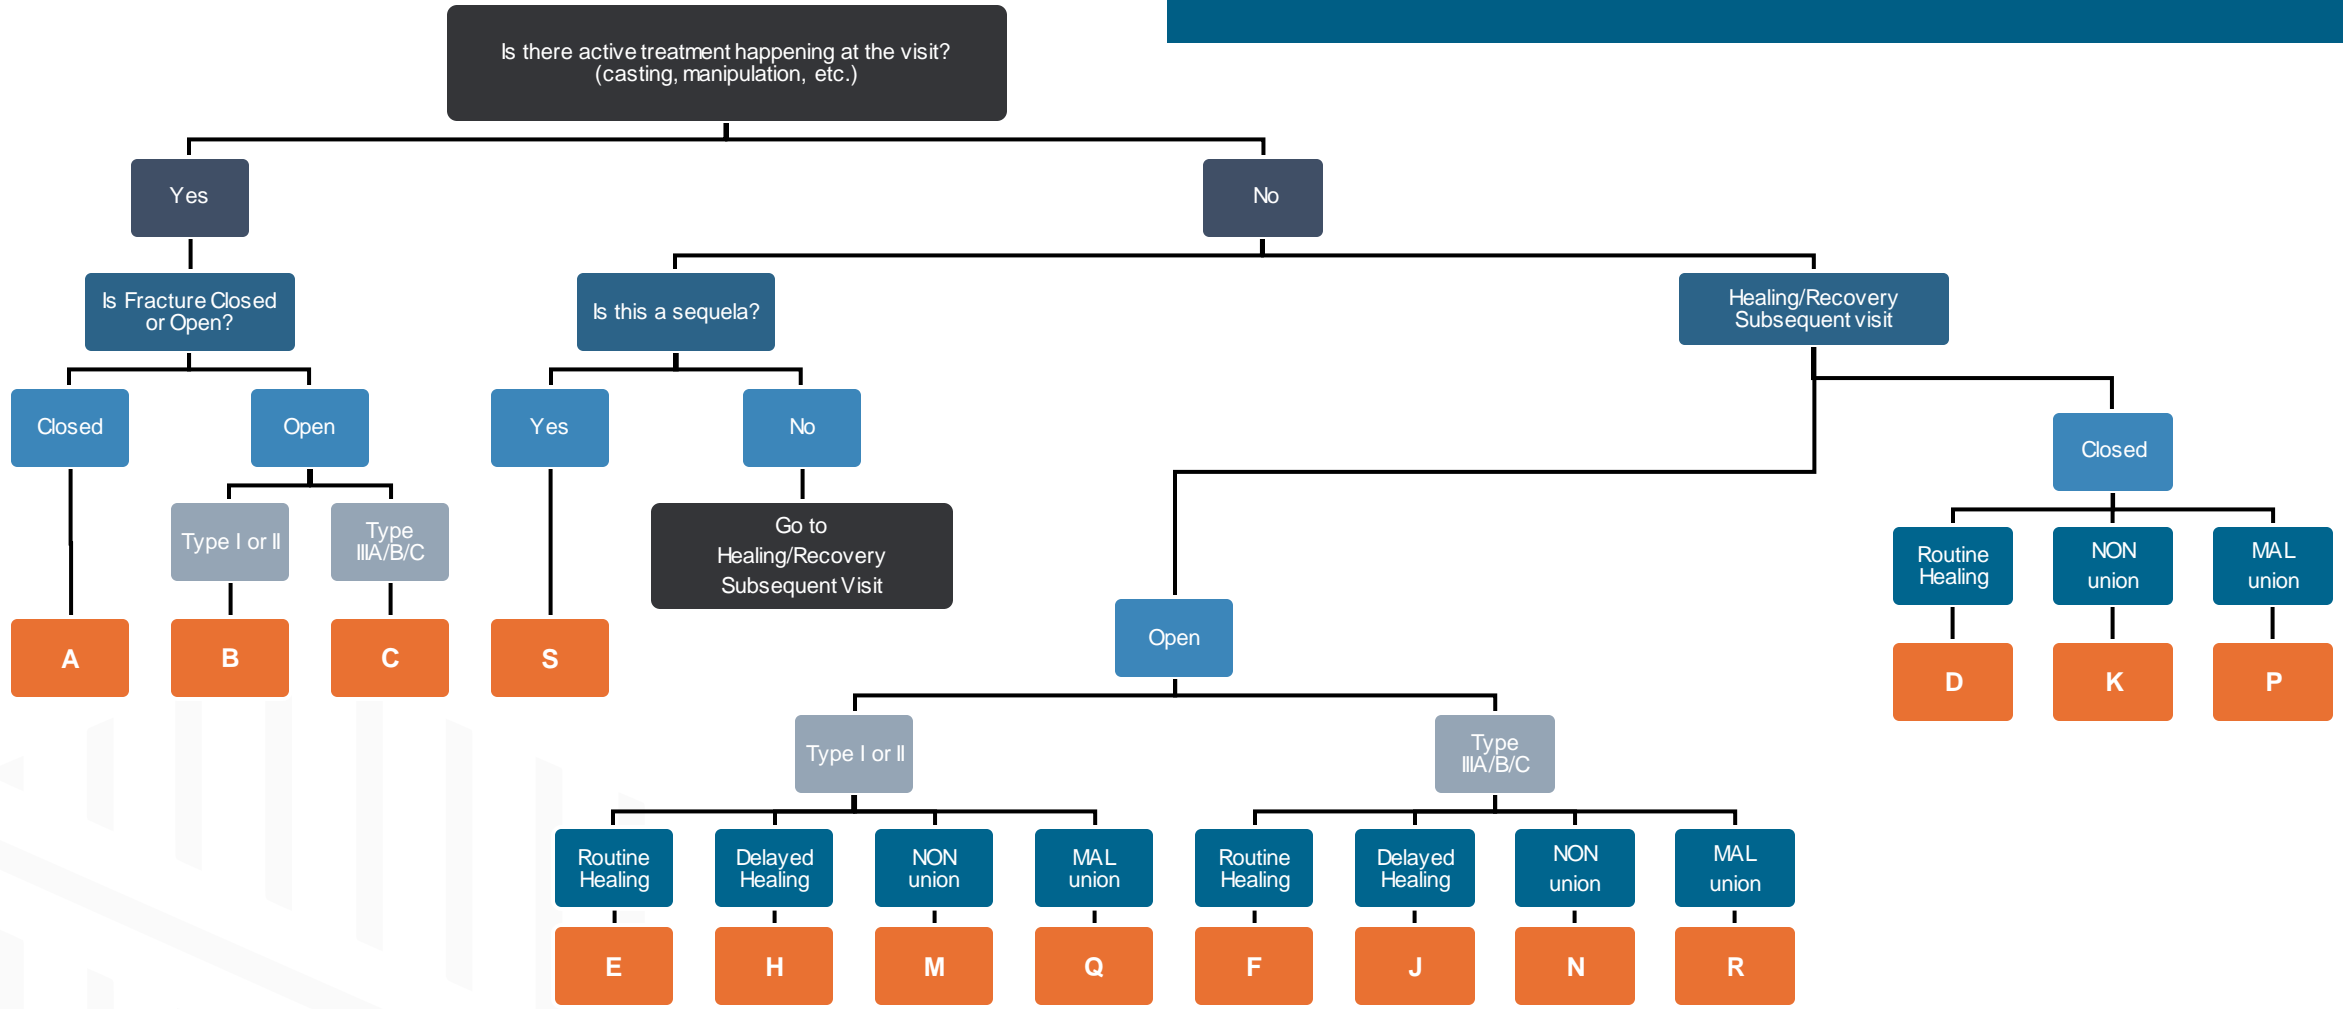 Is there active treatment happening at the visit?
(casting, manipulation, etc.)
Yes
No
Is Fracture Closed
or Open?
Is this a sequela?
Healing/Recovery
Subsequent visit
Closed
Open
Yes
No
Closed
Type I or II
Type
IIIA/B/C
Go to
Healing/Recovery
Subsequent Visit
Routine
Healing
NON
union
MAL
union
A
B
C
S
Open
D
K
P
Type I or II
Type
IIIA/B/C
Routine
Healing
Delayed
Healing
NON
union
MAL
union
Routine
Healing
Delayed
Healing
NON
union
MAL
union
E
H
M
Q
F
J
N
R